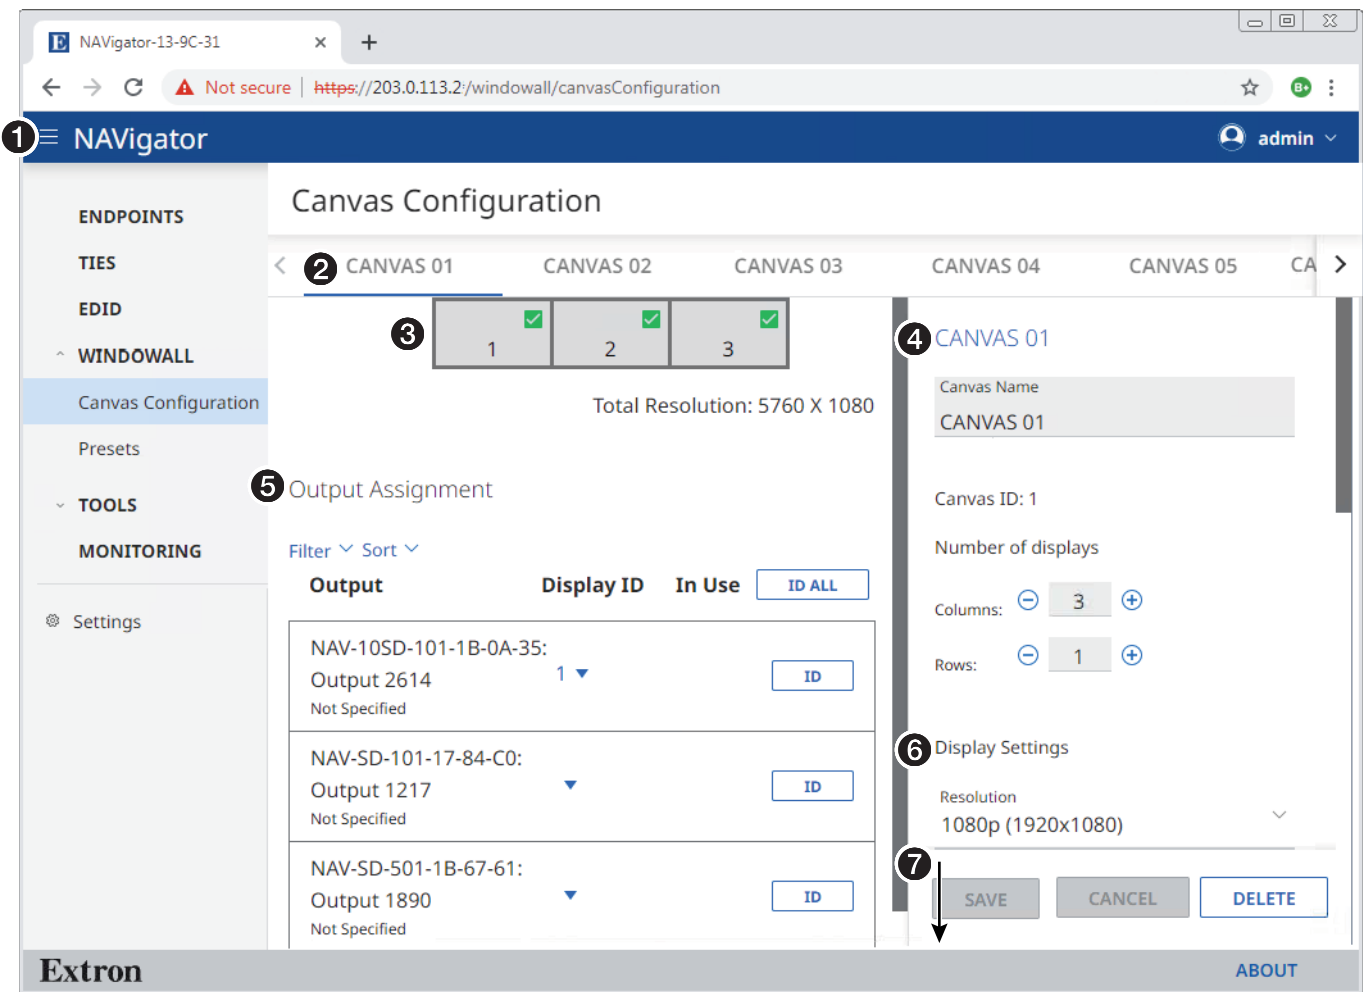 NAVigator-13-9C-31
Not secure | https://203.0.113.2:/windowall/canvasConfiguration
B+
1 NAVigator
admin
ENDPOINTS
TIES
EDID
WINDOWALL
Canvas Configuration
Presets
TOOLS
MONITORING
Settings
Canvas Configuration
2 CANVAS 01 CANVAS 02 CANVAS 03 CANVAS 04 CANVAS 05 CA
3
1 2 3
Total Resolution: 5760 X 1080
5 Output Assignment
Filter Sort
Output Display ID In Use ID ALL
NAV-10SD-101-1B-0A-35:
Output 2614 1 ID
Not Specified
NAV-SD-101-17-84-C0:
Output 1217 ID
Not Specified
NAV-SD-501-1B-67-61:
Output 1890 ID
Not Specified
4 CANVAS 01
Canvas Name
CANVAS 01
Canvas ID: 1
Number of displays
Columns: 3
Rows: 1
6 Display Settings
Resolution
1080p (1920x1080)
7
SAVE CANCEL DELETE
Extron
ABOUT